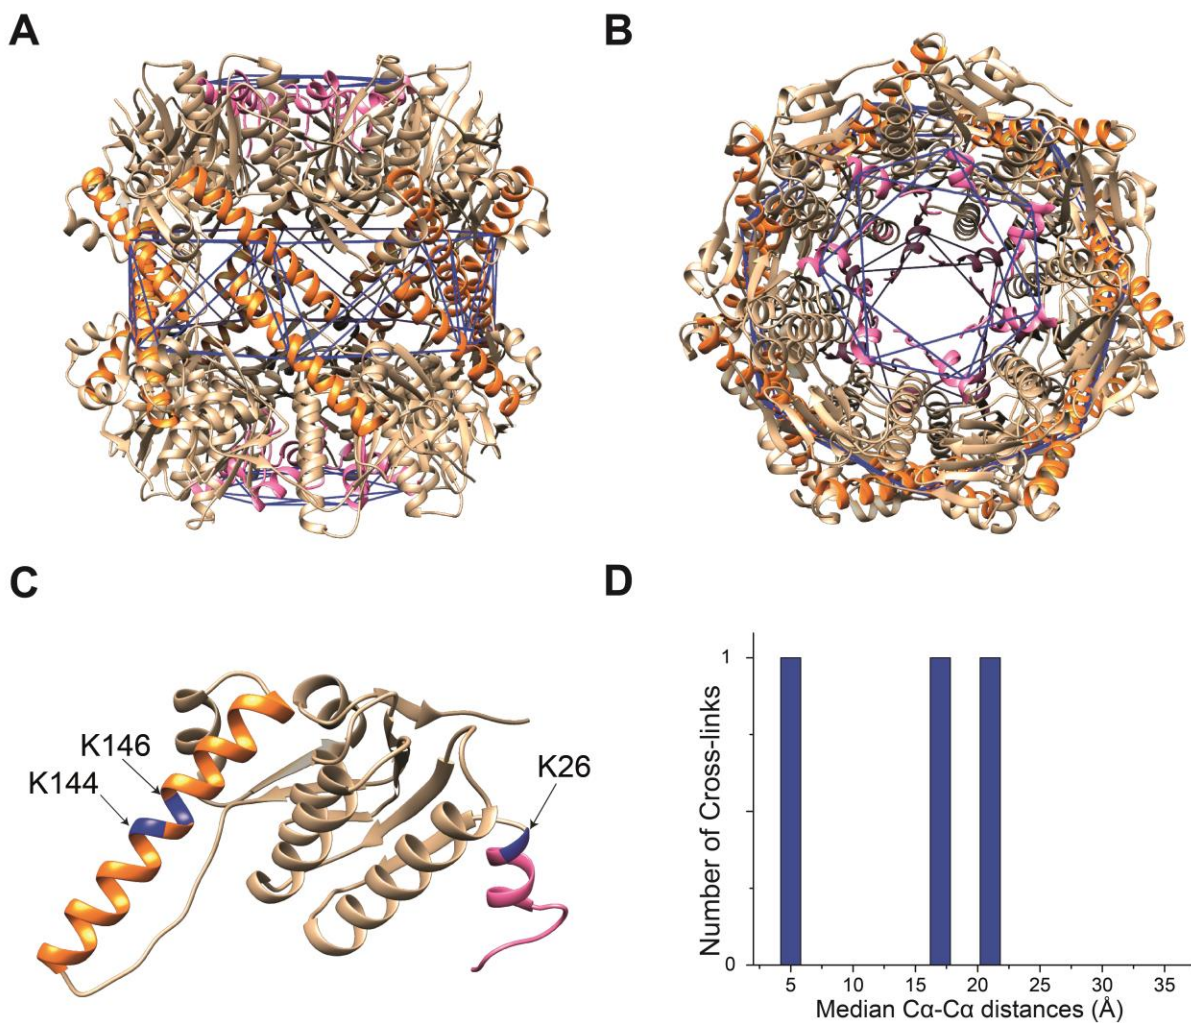 A
B
C
K146
K144
K26
D
Number of Cross-links
1
0
5 10 15 20 25 30 35
Median Cα-Cα distances (Å)